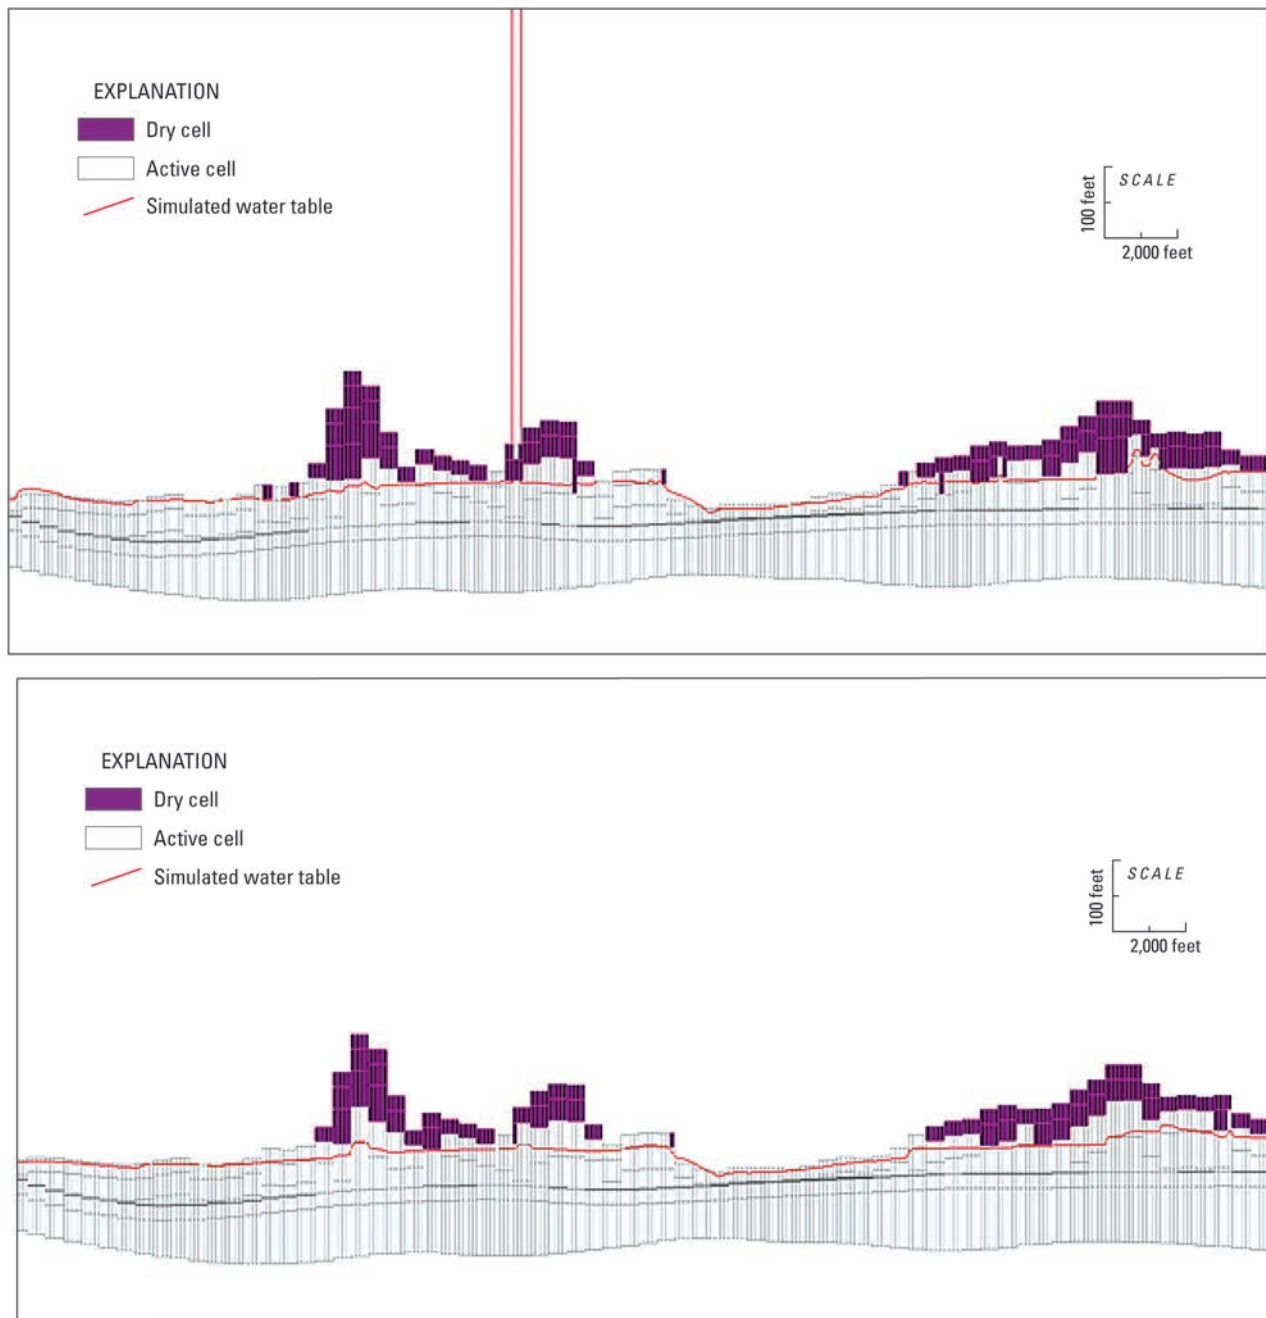 EXPLANATION
Dry cell
Active cell
Simulated water table
SCALE
100 feet
2,000 feet
EXPLANATION
Dry cell
Active cell
Simulated water table
SCALE
100 feet
2,000 feet